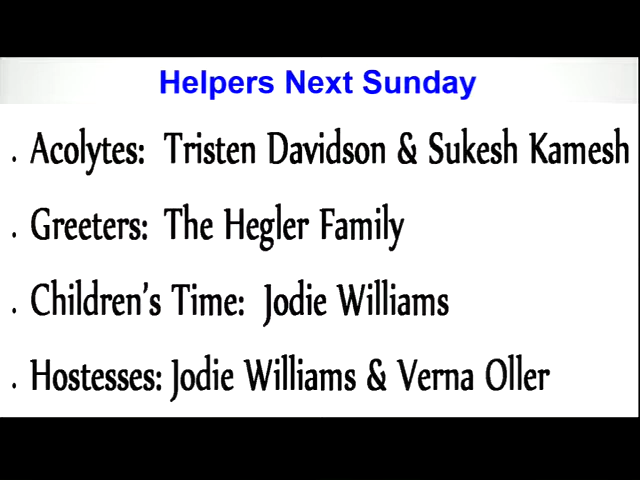 Helpers Next Sunday
. Acolytes: Tristen Davidson & Sukesh Kamesh
. Greeters: The Hegler Family
. Children’s Time: Jodie Williams
. Hostesses: Jodie Williams & Verna Oller